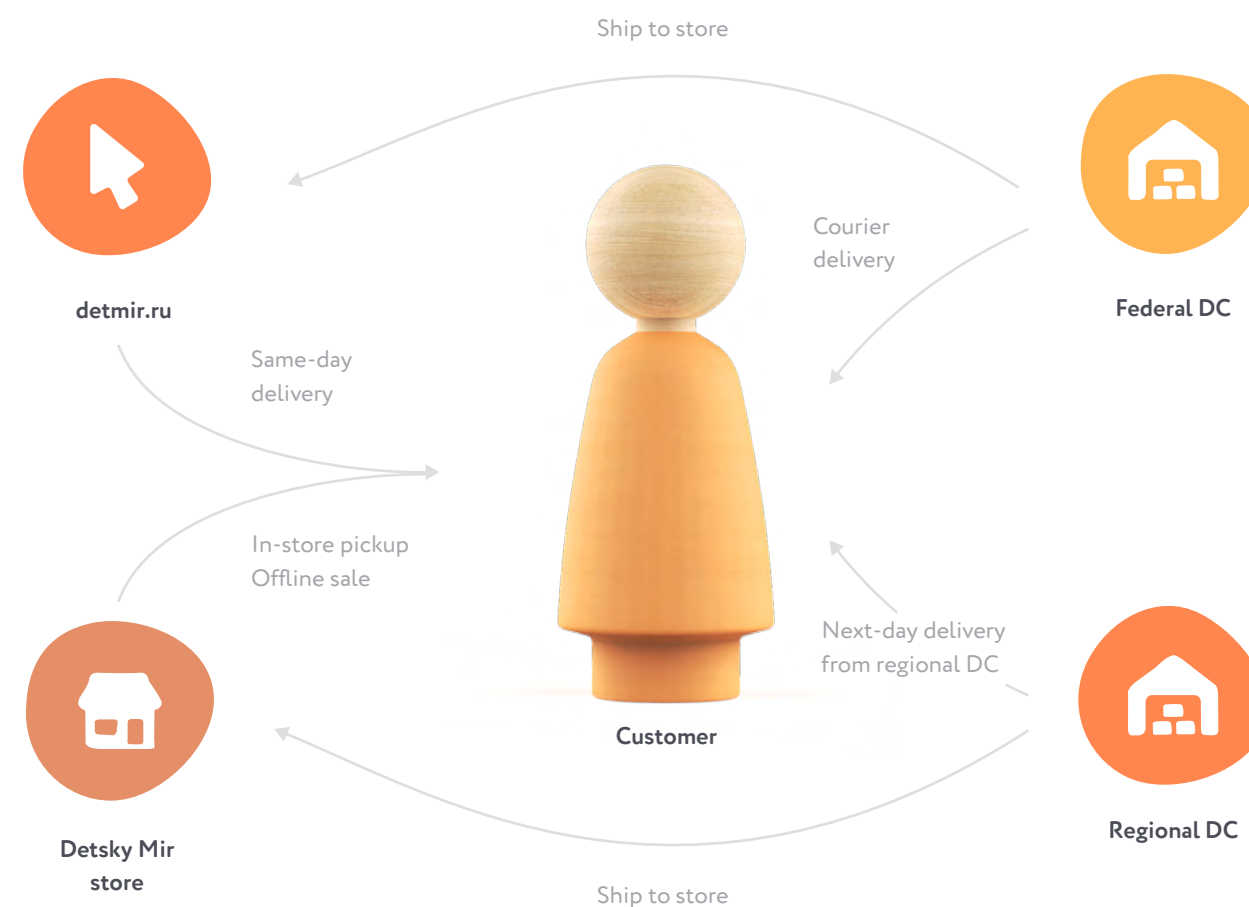 Ship to store
Courier
delivery
detmir.ru
Federal DC
Same-day
delivery
In-store pickup
Offline sale
Next-day delivery
from regional DC
Customer
Detsky Mir
store
Regional DC
Ship to store